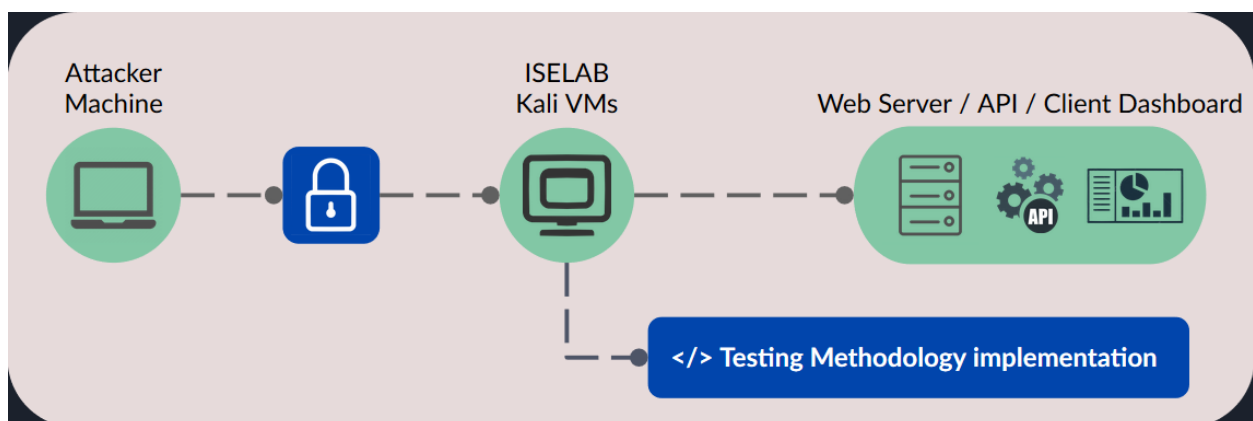 Attacker
Machine
ISELAB
Kali VMs
Web Server / API / Client Dashboard
API
</> Testing Methodology implementation